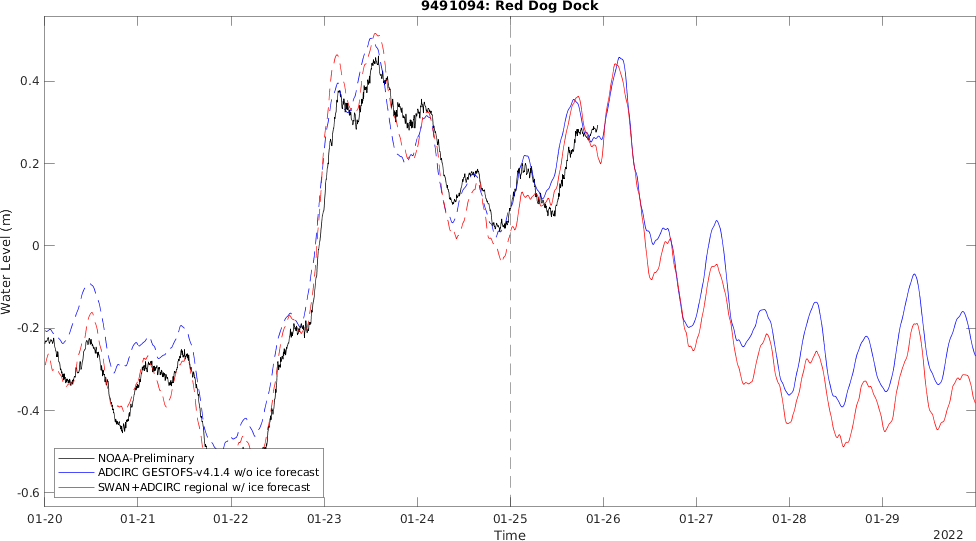 9491094: Red Dog Dock
Water Level (m)
0.4
0.2
0
-0.2
-0.4
-0.6
NOAA-Preliminary
ADCIRC GESTOFS-v4.1.4 w/o ice forecast
SWAN+ADCIRC regional w/ ice forecast
01-20 01-21 01-22 01-23 01-24 01-25 01-26 01-27 01-28 01-29
Time
2022